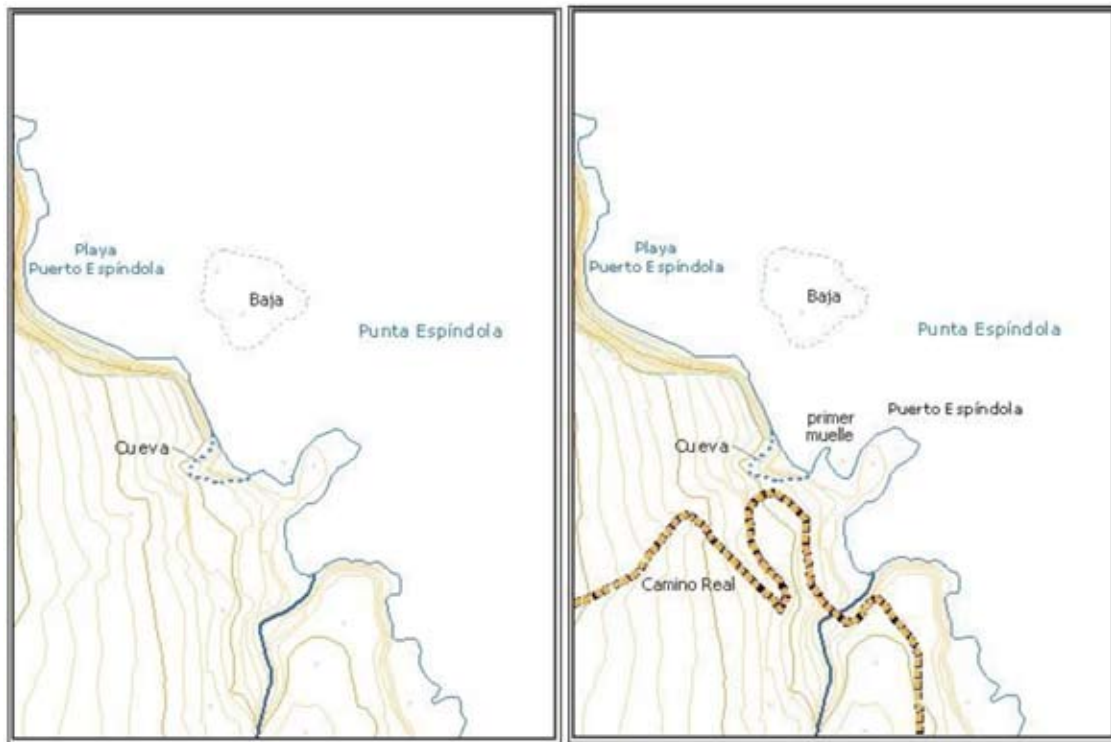 Playa
Puerto Espíndola
Baja
Punta Espíndola
Cueva
Playa
Puerto Espíndola
Baja
Punta Espíndola
Puerto Espíndola
primer
muelle
Cueva
Camino Real